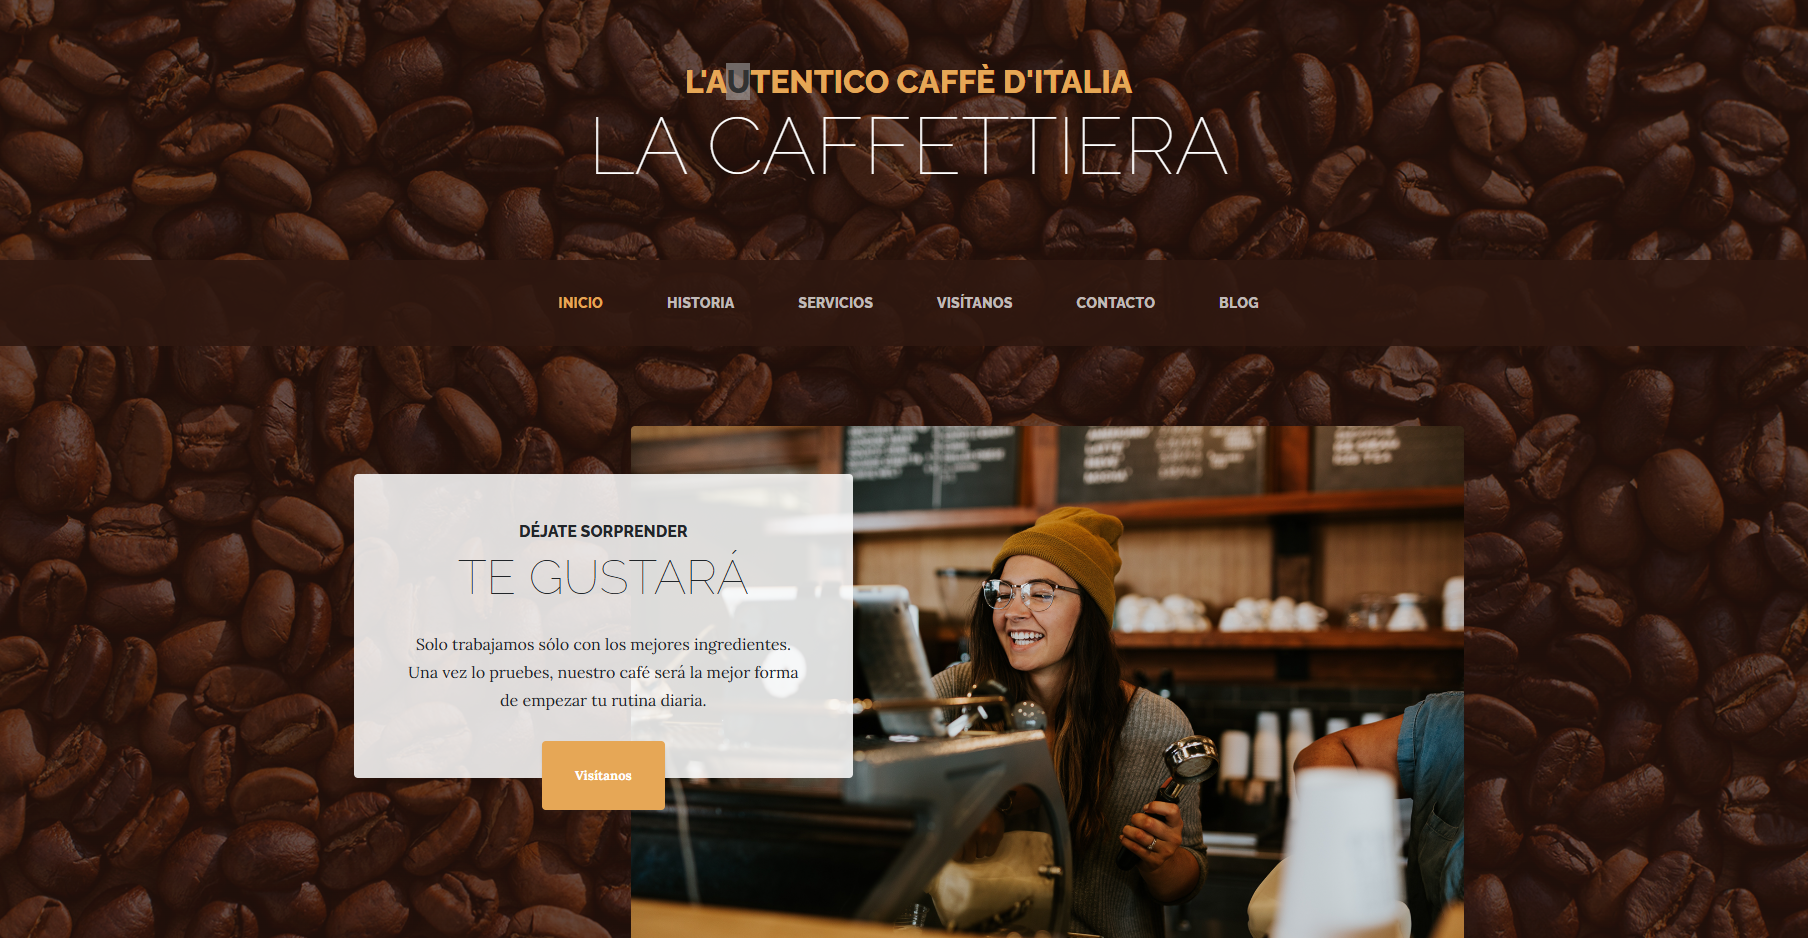 L'AUTENTICO CAFFÈ D'ITALIA
LA CAFFETTIERA
INICIO HISTORIA SERVICIOS VISÍTANOS CONTACTO BLOG
DÉJATE SORPRENDER
TE GUSTARÁ
Solo trabajamos sólo con los mejores ingredientes.
Una vez lo pruebes, nuestro café será la mejor forma
de empezar tu rutina diaria.
Visítanos